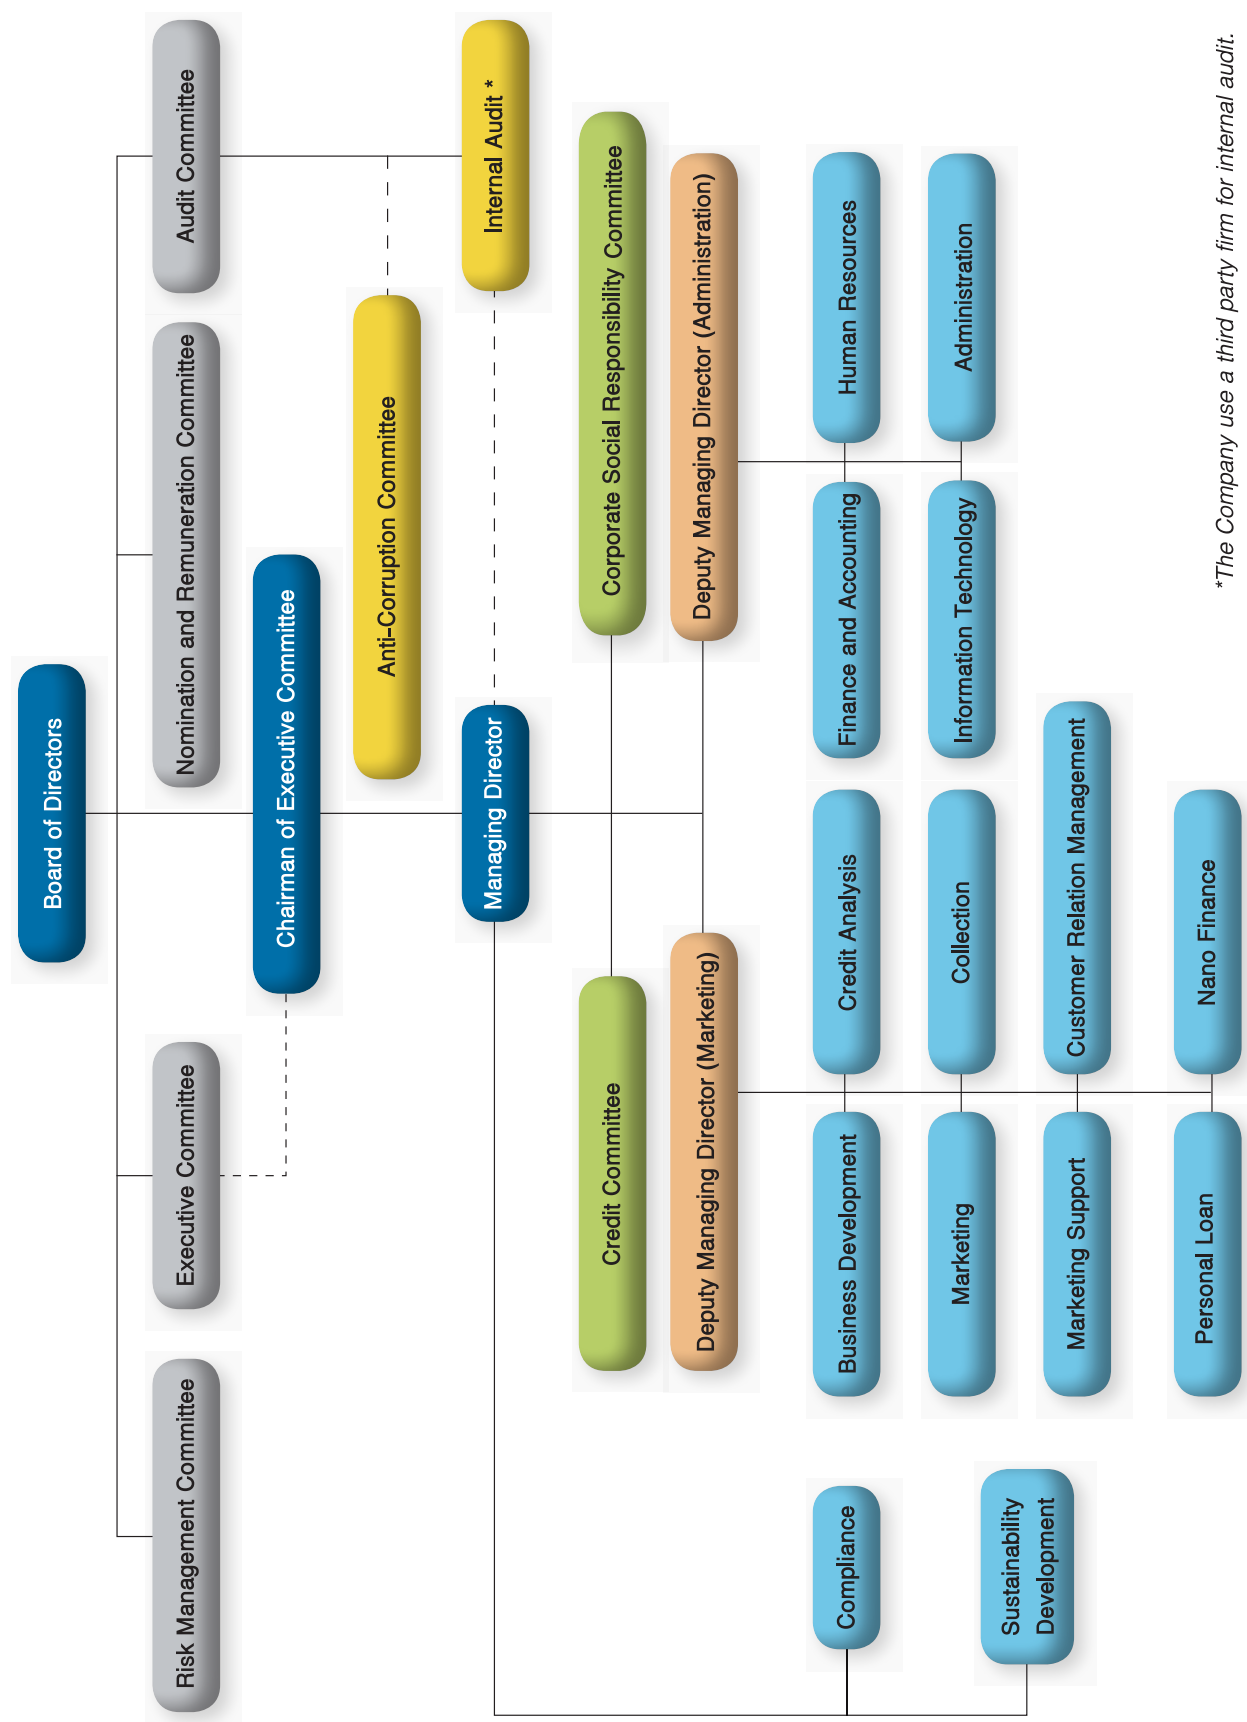 Board of Directors
Risk Management Committee
Executive Committee
Nomination and Remuneration Committee
Audit Committee
Chairman of Executive Committee
Anti-Corruption Committee
Managing Director
Internal Audit *
Credit Committee
Corporate Social Responsibility Committee
Deputy Managing Director (Marketing)
Deputy Managing Director (Administration)
Compliance
Business Development
Credit Analysis
Finance and Accounting
Human Resources
Sustainability
Development
Marketing
Collection
Information Technology
Administration
Marketing Support
Customer Relation Management
Personal Loan
Nano Finance
*The Company use a third party firm for internal audit.